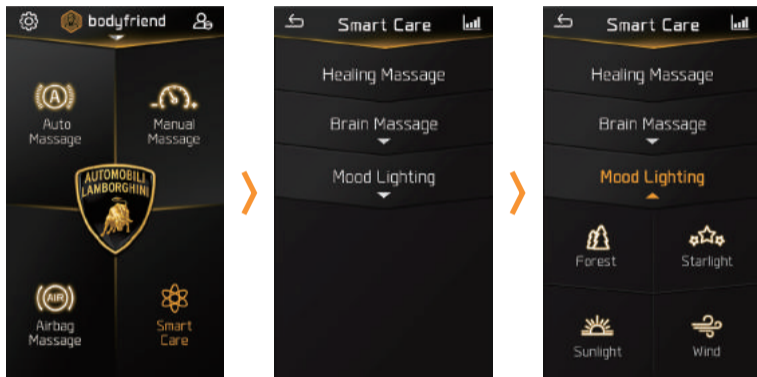 bodyfriend
A
Auto
Massage
Manual
Massage
AUTOMOBILI
LAMBORGHINI
AIR
Airbag
Massage
Smart
Care
Smart Care
Healing Massage
Brain Massage
Mood Lighting
Smart Care
Healing Massage
Brain Massage
Mood Lighting
Forest
Starlight
Sunlight
Wind